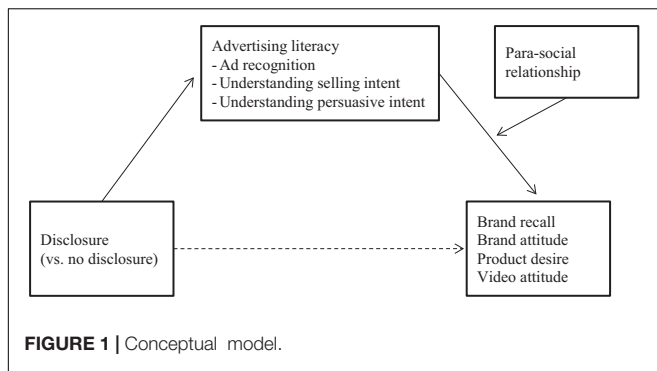 Advertising literacy
- Ad recognition
- Understanding selling intent
- Understanding persuasive intent
Para-social
relationship
Disclosure
(vs. no disclosure)
Brand recall
Brand attitude
Product desire
Video attitude
FIGURE 1 | Conceptual model.